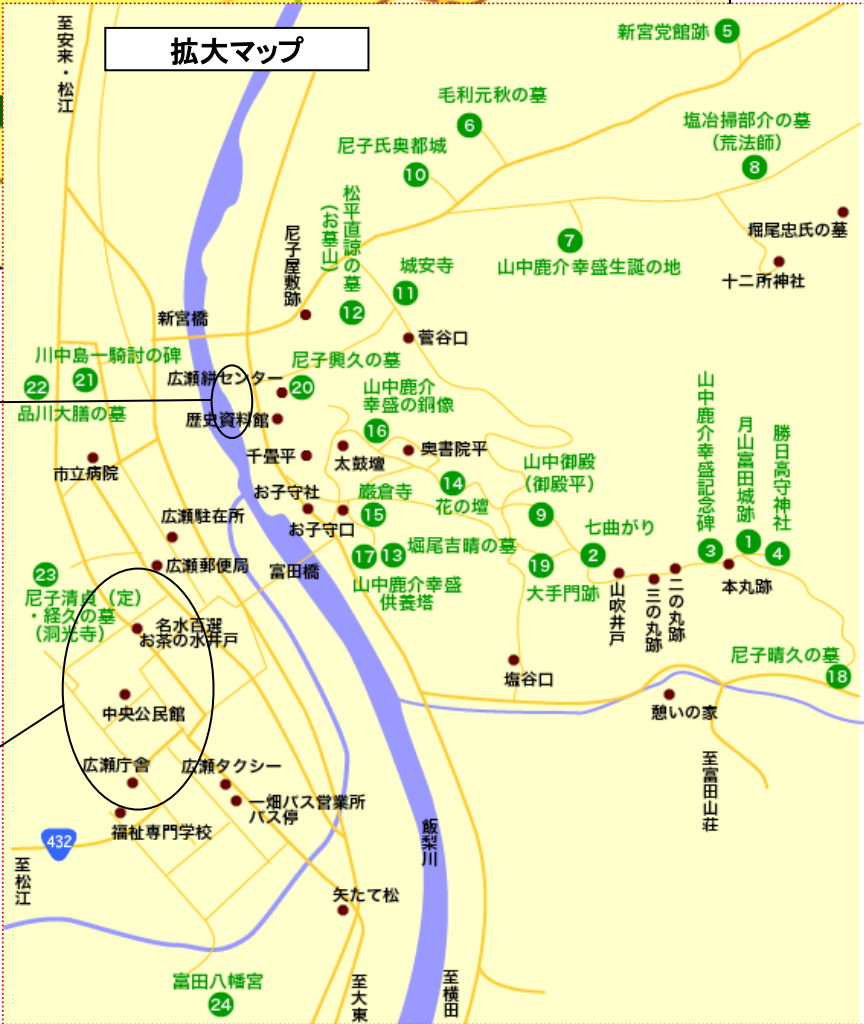 拡大マップ
至安来・松江
新宮党館跡
5
毛利元秋の墓
6
塩冶掃部介の墓
(荒法師)
8
尼子氏奥都城
10
松平直諒の墓
(お墓山)
12
尼子屋敷跡
堀尾忠氏の墓
7
山中鹿介幸盛生誕の地
十二所神社
城安寺
11
新宮橋
菅谷口
川中島一騎討の碑
22
21
品川大膳の墓
広瀬絣センター
尼子興久の墓
20
歴史資料館
山中鹿介
幸盛の銅像
16
千畳平
太鼓壇
奥書院平
市立病院
お子守社
お子守口
巌倉寺
15
14
花の壇
山中御殿
(御殿平)
9
七曲がり
2
山中鹿介幸盛記念碑
3
月山富田城跡
1
勝日高守神社
4
広瀬駐在所
広瀬郵便局
富田橋
17
13
堀尾吉晴の墓
山中鹿介幸盛
供養塔
19
大手門跡
山吹井戸
三の丸跡
二の丸跡
本丸跡
23
尼子清貞(定)
・経久の墓
(洞光寺)
名水百選
お茶の水井戸
塩谷口
尼子晴久の墓
18
中央公民館
憩いの家
至富田山荘
広瀬庁舎
広瀬タクシー
一畑バス営業所
バス停
福祉専門学校
432
至松江
飯梨川
矢たて松
富田八幡宮
24
至大東
至横田